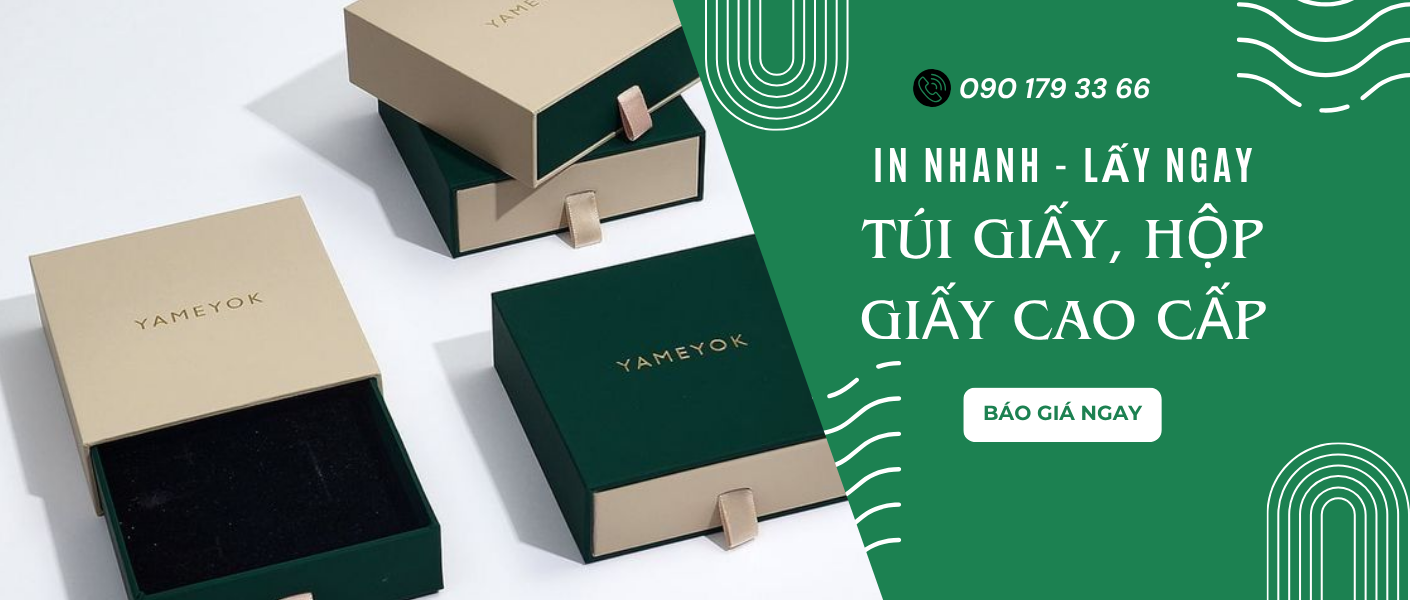 YAME
YAMEYOK
YAMEYOK
090 179 33 66
IN NHANH - LẤY NGAY
TÚI GIẤY, HỘP
GIẤY CAO CẤP
BÁO GIÁ NGAY